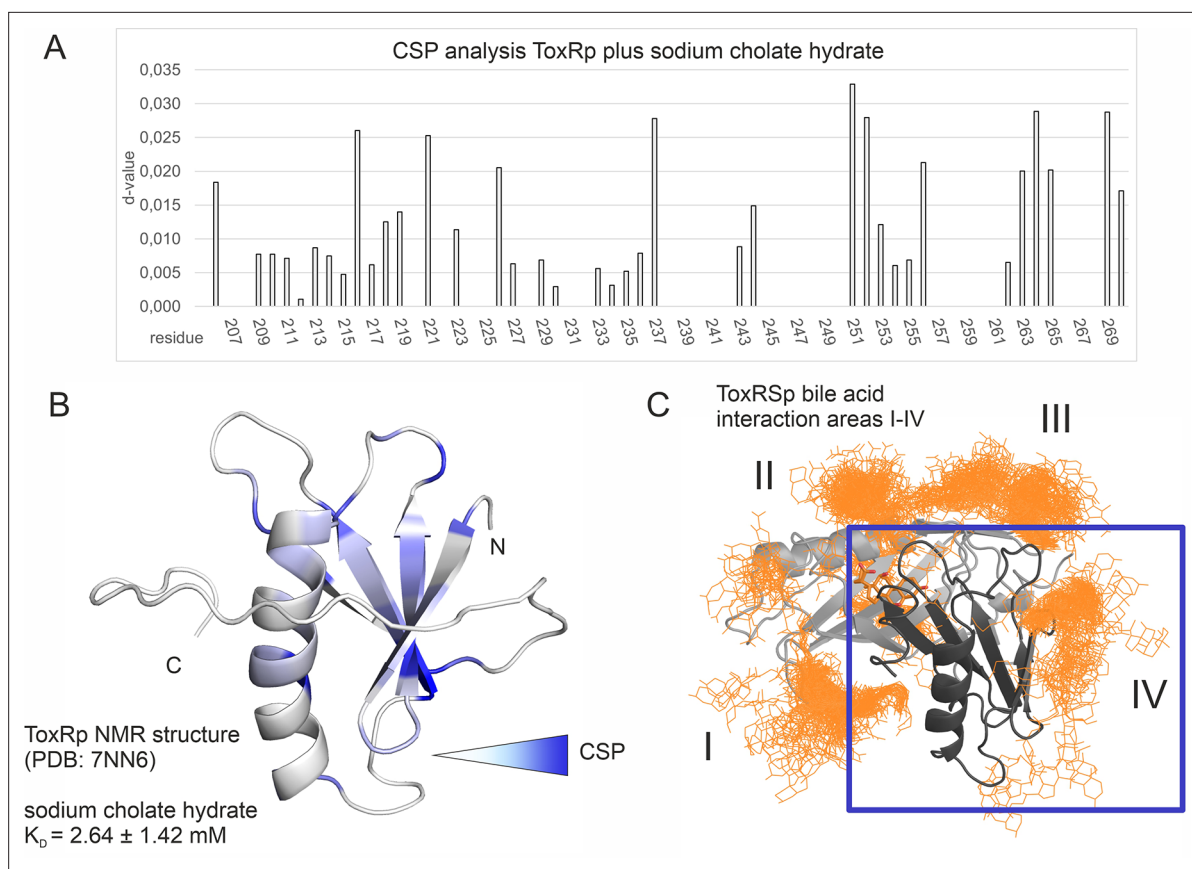 A
CSP analysis ToxRp plus sodium cholate hydrate
0,035
0,030
0,025
0,020
0,015
0,010
0,005
0,000
d-value
residue
207 209 211 213 215 217 219 221 223 225 227 229 231 233 235 237 239 241 243 245 247 249 251 253 255 257 259 261 263 265 267 269
B
N
C
CSP
ToxRp NMR structure
(PDB: 7NN6)
sodium cholate hydrate
KD = 2.64 ± 1.42 mM
C
ToxRSp bile acid
interaction areas I-IV
III
II
IV
I